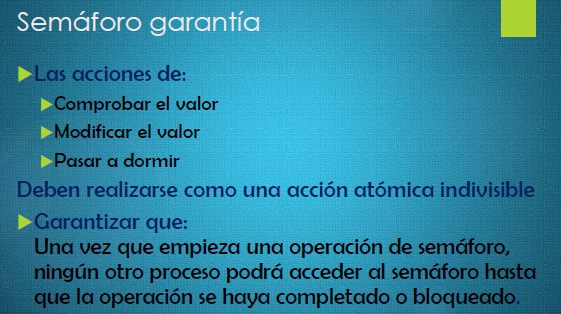 Semáforo garantía
Las acciones de:
Comprobar el valor
Modificar el valor
Pasar a dormir
Deben realizarse como una acción atómica indivisible
Garantizar que:
Una vez que empieza una operación de semáforo,
ningún otro proceso podrá acceder al semáforo hasta
que la operación se haya completado o bloqueado.